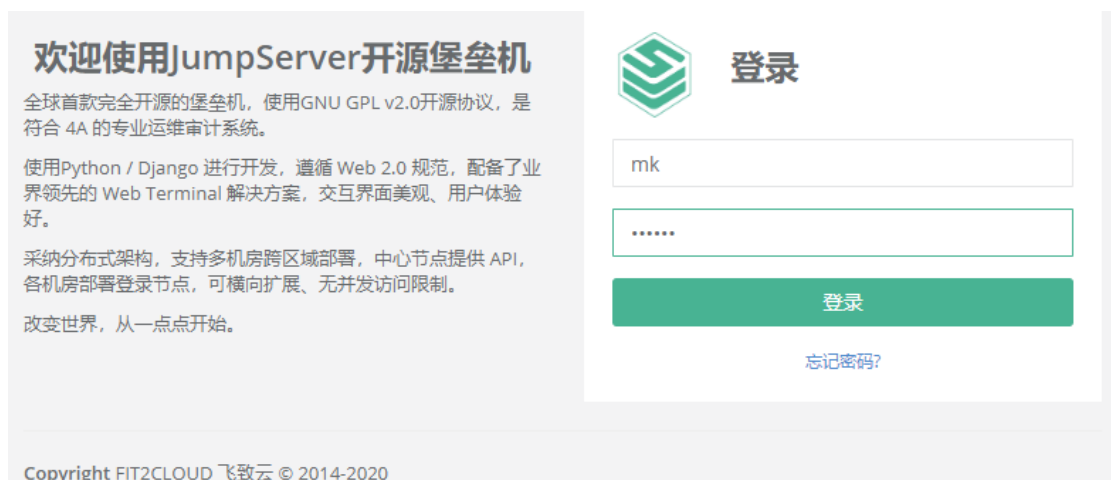 欢迎使用JumpServer开源堡垒机
全球首款完全开源的堡垒机，使用GNU GPL v2.0开源协议，是
符合 4A 的专业运维审计系统。
使用Python / Django 进行开发，遵循 Web 2.0 规范，配备了业
界领先的 Web Terminal 解决方案，交互界面美观、用户体验
好。
采纳分布式架构，支持多机房跨区域部署，中心节点提供 API，
各机房部署登录节点，可横向扩展、无并发访问限制。
改变世界，从一点点开始。
登录
mk
••••••
登录
忘记密码?
Copyright FIT2CLOUD 飞致云 © 2014-2020